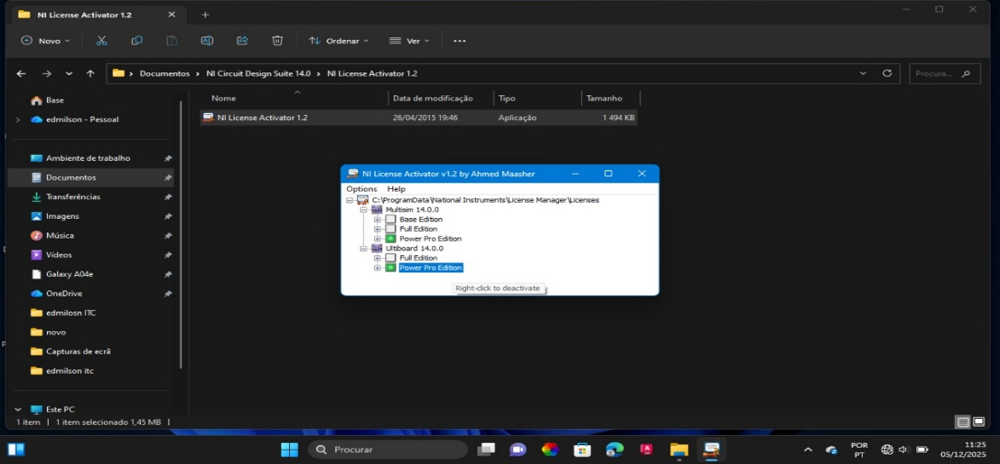 NI License Activator 1.2
Novo
Ordenar
Ver
Documentos › NI Circuit Design Suite 14.0 › NI License Activator 1.2
Procura...
Nome Data de modificação Tipo Tamanho
NI License Activator 1.2 26/04/2015 19:46 Aplicação 1 494 KB
Base
edmilson - Pessoal
Ambiente de trabalho
Documentos
Transferências
Imagens
Música
Vídeos
Galaxy A04e
OneDrive
edmilosn ITC
novo
Capturas de ecrã
edmilson itc
Este PC
1 item | 1 item selecionado 1,45 MB |
NI License Activator v1.2 by Ahmed Maasher
Options Help
C:\ProgramData\National Instruments\License Manager\Licenses
Multisim 14.0.0
Base Edition
Full Edition
Power Pro Edition
Ultiboard 14.0.0
Full Edition
Power Pro Edition
Right-click to deactivate
Procurar
POR
PT
11:25
05/12/2025